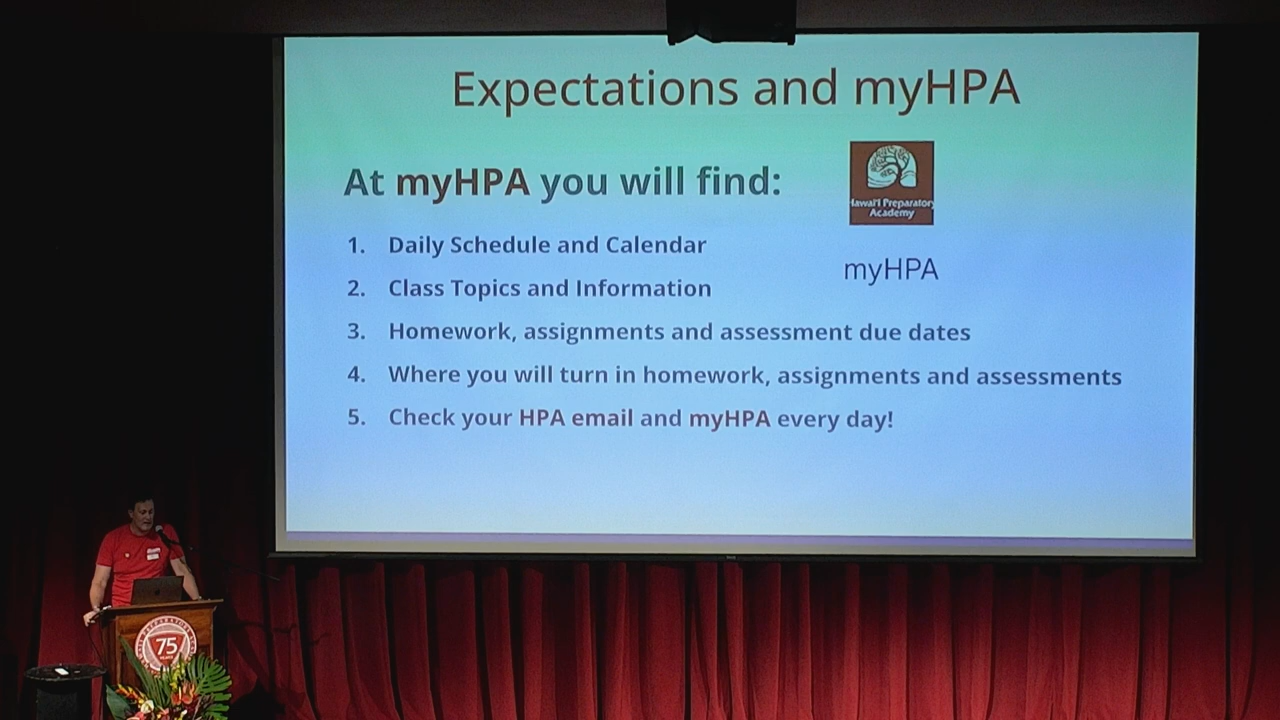 Expectations and myHPA
At myHPA you will find:
1. Daily Schedule and Calendar
2. Class Topics and Information
3. Homework, assignments and assessment due dates
4. Where you will turn in homework, assignments and assessments
5. Check your HPA email and myHPA every day!
Hawai'i Preparatory
Academy
myHPA
75